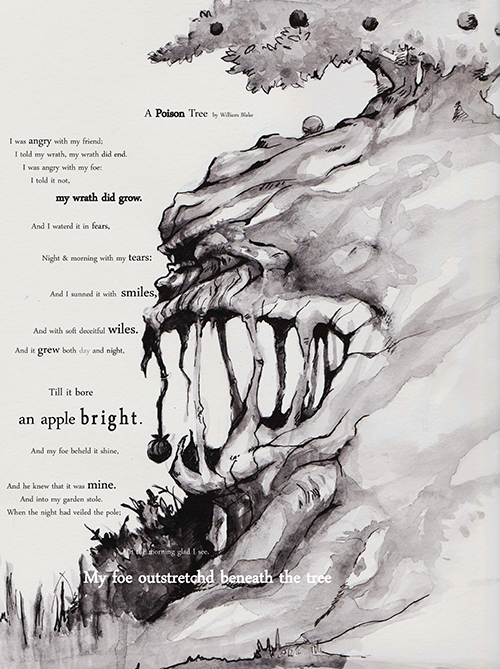 A Poison Tree by William Blake
I was angry with my friend;
I told my wrath, my wrath did end.
I was angry with my foe:
I told it not,
my wrath did grow.
And I waterd it in fears,
Night & morning with my tears:
And I sunned it with smiles,
And with soft deceitful wiles.
And it grew both day and night,
Till it bore
an apple bright.
And my foe beheld it shine,
And he knew that it was mine.
And into my garden stole.
When the night had veiled the pole;
morning glad I see.
My foe outstretchd beneath the tree